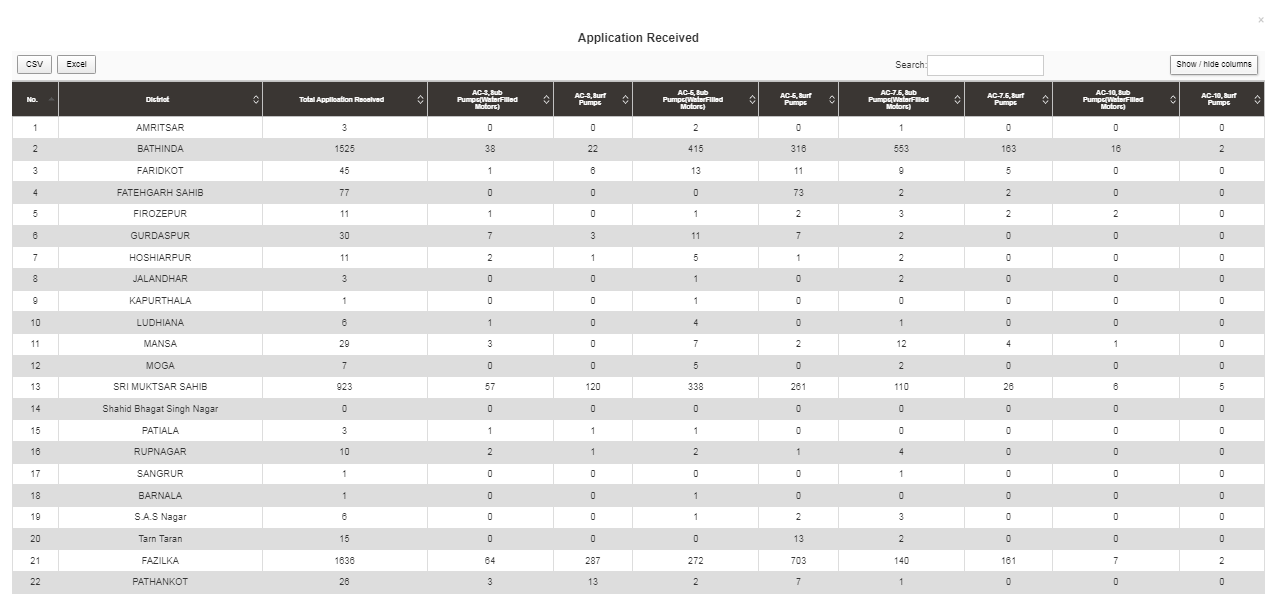 ×
Application Received
CSV Excel Search: Show / hide columns
No. District Total Application Received AC-3, Sub Pumps(WaterFilled Motors) AC-3, Surf Pumps AC-5, Sub Pumps(WaterFilled Motors) AC-5, Surf Pumps AC-7.5, Sub Pumps(WaterFilled Motors) AC-7.5, Surf Pumps AC-10, Sub Pumps(WaterFilled Motors) AC-10, Surf Pumps
1 AMRITSAR 3 0 0 2 0 1 0 0 0
2 BATHINDA 1525 38 22 415 316 553 163 16 2
3 FARIDKOT 45 1 6 13 11 9 5 0 0
4 FATEHGARH SAHIB 77 0 0 0 73 2 2 0 0
5 FIROZEPUR 11 1 0 1 2 3 2 2 0
6 GURDASPUR 30 7 3 11 7 2 0 0 0
7 HOSHIARPUR 11 2 1 5 1 2 0 0 0
8 JALANDHAR 3 0 0 1 0 2 0 0 0
9 KAPURTHALA 1 0 0 1 0 0 0 0 0
10 LUDHIANA 6 1 0 4 0 1 0 0 0
11 MANSA 29 3 0 7 2 12 4 1 0
12 MOGA 7 0 0 5 0 2 0 0 0
13 SRI MUKTSAR SAHIB 923 57 120 338 261 110 26 6 5
14 Shahid Bhagat Singh Nagar 0 0 0 0 0 0 0 0 0
15 PATIALA 3 1 1 1 0 0 0 0 0
16 RUPNAGAR 10 2 1 2 1 4 0 0 0
17 SANGRUR 1 0 0 0 0 1 0 0 0
18 BARNALA 1 0 0 1 0 0 0 0 0
19 S.A.S Nagar 6 0 0 1 2 3 0 0 0
20 Tarn Taran 15 0 0 0 13 2 0 0 0
21 FAZILKA 1636 64 287 272 703 140 161 7 2
22 PATHANKOT 26 3 13 2 7 1 0 0 0